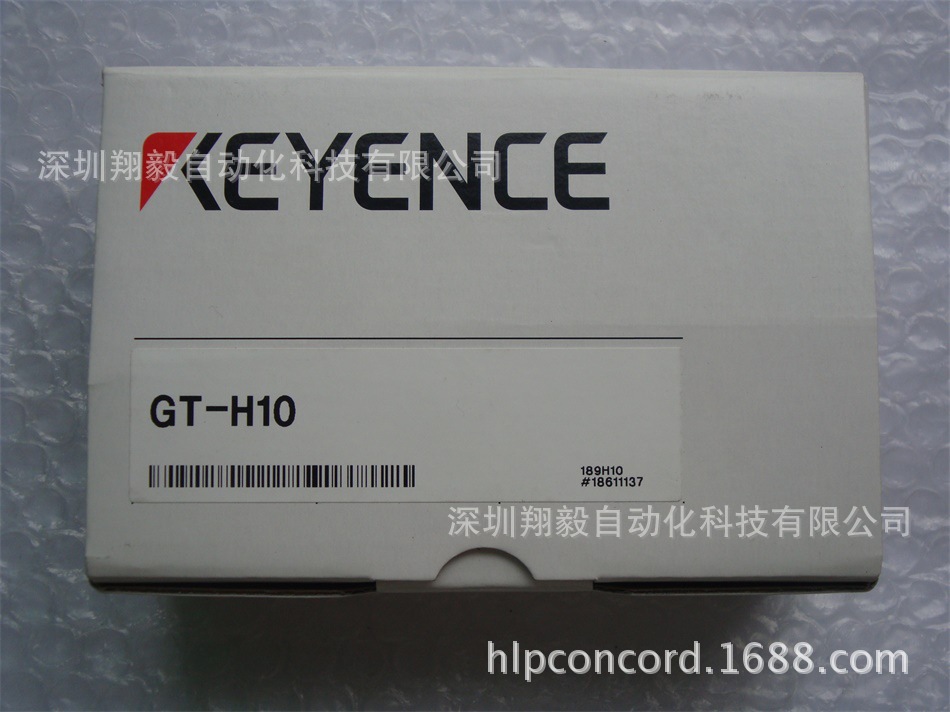 KEYENCE
深圳翔毅自动化科技有限公司
GT-H10
189H10
#18611137
深圳翔毅自动化科技有限公司
hlpconcord.1688.com